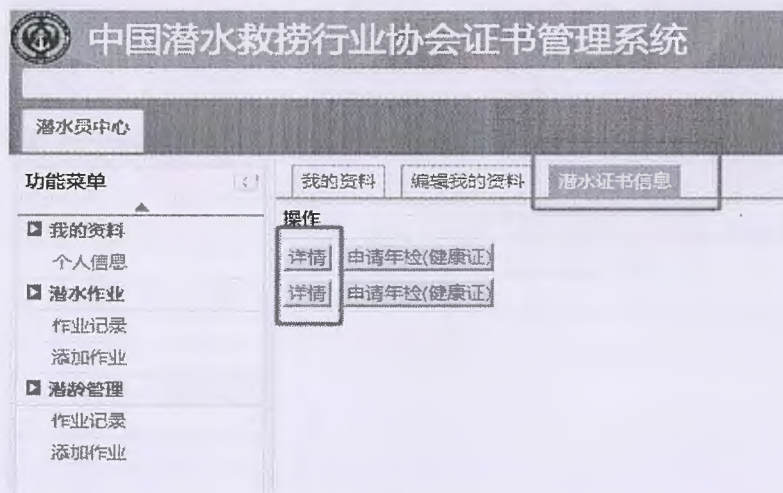 中国潜水救捞行业协会证书管理系统
潜水员中心
功能菜单
我的资料 编辑我的资料 潜水证书信息
操作
我的资料
详情 申请年检(健康证)
个人信息
详情 申请年检(健康证)
潜水作业
作业记录
添加作业
潜龄管理
作业记录
添加作业